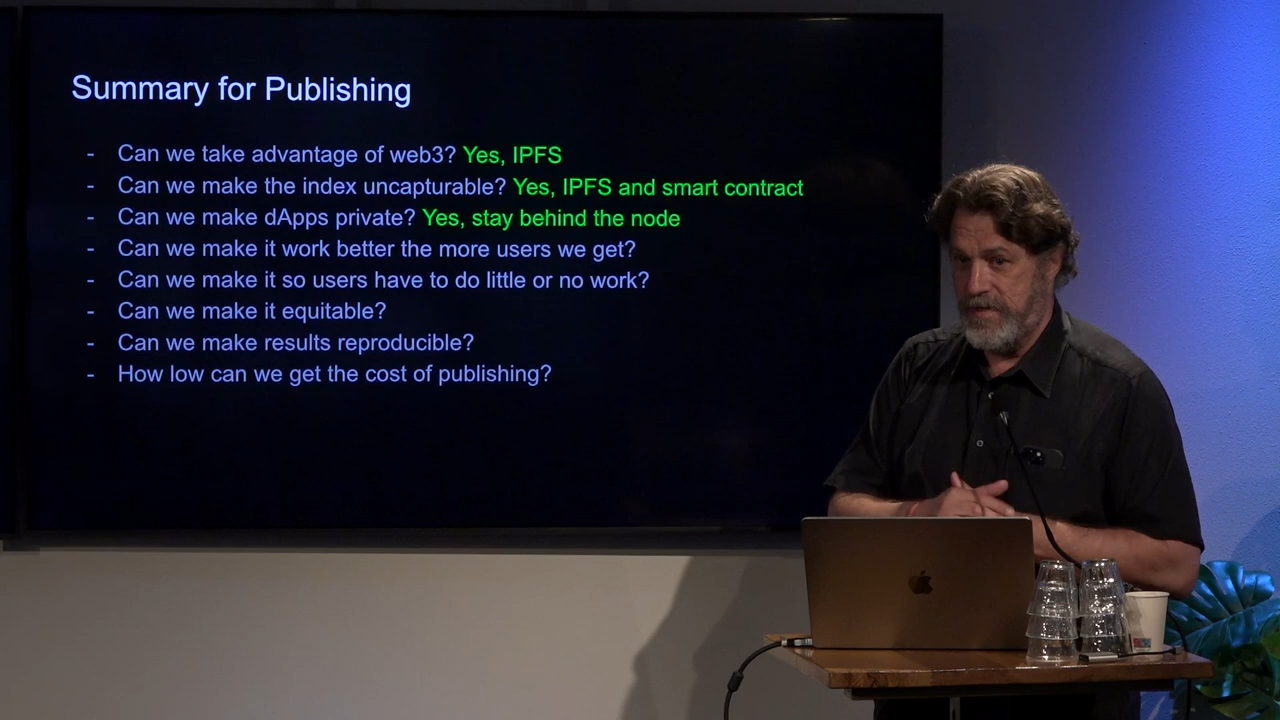 Summary for Publishing
- Can we take advantage of web3? Yes, IPFS
- Can we make the index uncapturable? Yes, IPFS and smart contract
- Can we make dApps private? Yes, stay behind the node
- Can we make it work better the more users we get?
- Can we make it so users have to do little or no work?
- Can we make it equitable?
- Can we make results reproducible?
- How low can we get the cost of publishing?